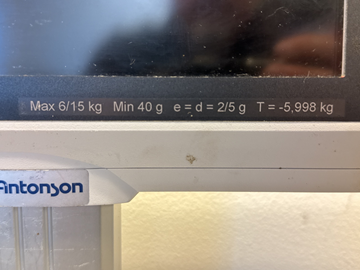 Max 6/15 kg Min 40 g e = d = 2/5 g T = -5,998 kg
Antonson